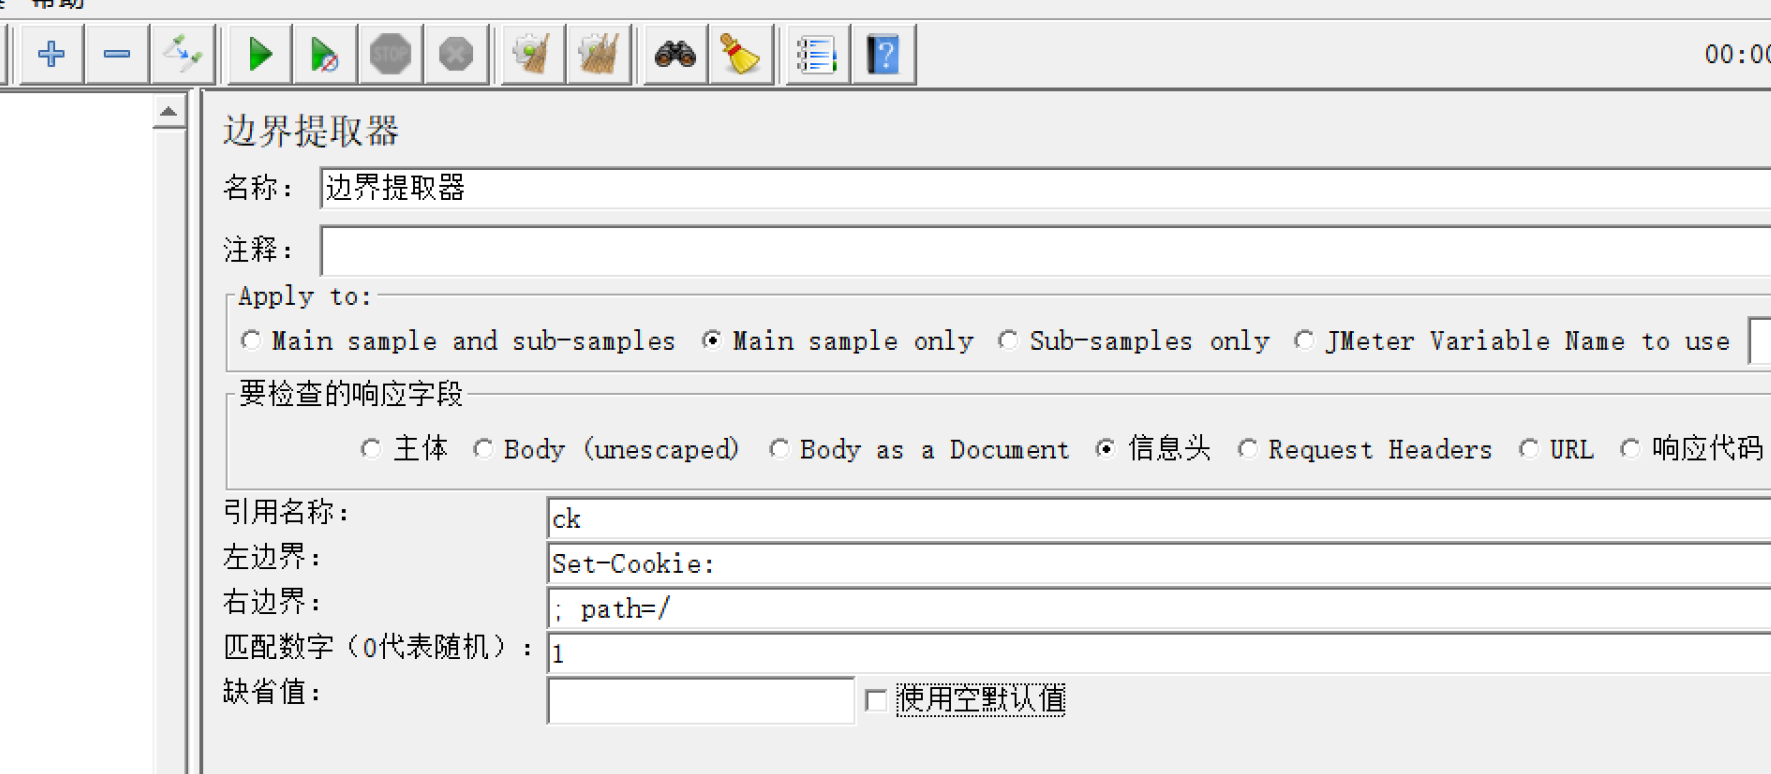 帮助
STOP
00:00
边界提取器
名称： 边界提取器
注释：
Apply to:
Main sample and sub-samples Main sample only Sub-samples only JMeter Variable Name to use
要检查的响应字段
主体 Body (unescaped) Body as a Document 信息头 Request Headers URL 响应代码
引用名称： ck
左边界： Set-Cookie:
右边界： ; path=/
匹配数字（0代表随机）： 1
缺省值： 使用空默认值